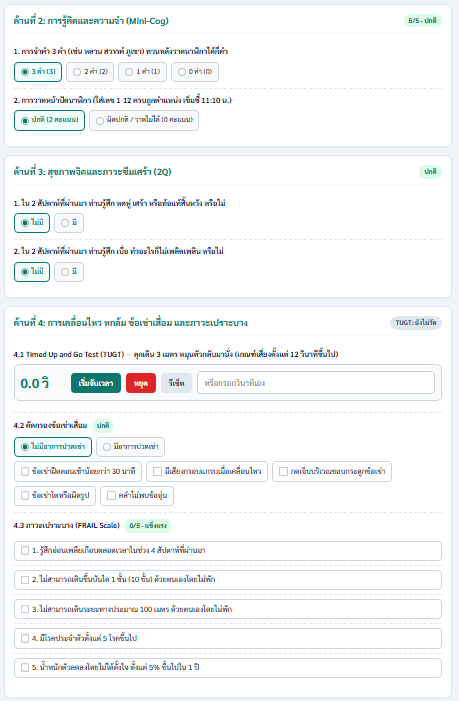 ด้านที่ 2: การรู้คิดและความจำ (Mini-Cog)
5/5 - ปกติ
1. การจำคำ 3 คำ (เช่น หลาน สวรรค์ ภูเขา) ทวนหลังวาดนาฬิกาได้กี่คำ
3 คำ (3)
2 คำ (2)
1 คำ (1)
0 คำ (0)
2. การวาดหน้าปัดนาฬิกา (ใส่เลข 1-12 ครบถูกตำแหน่ง เข็มชี้ 11:10 น.)
ปกติ (2 คะแนน)
ผิดปกติ / วาดไม่ได้ (0 คะแนน)
ด้านที่ 3: สุขภาพจิตและภาวะซึมเศร้า (2Q)
ปกติ
1. ใน 2 สัปดาห์ที่ผ่านมา ท่านรู้สึก หดหู่ เศร้า หรือท้อแท้สิ้นหวัง หรือไม่
ไม่มี
มี
2. ใน 2 สัปดาห์ที่ผ่านมา ท่านรู้สึก เบื่อ ทำอะไรก็ไม่เพลิดเพลิน หรือไม่
ไม่มี
มี
ด้านที่ 4: การเคลื่อนไหว หกล้ม ข้อเข่าเสื่อม และภาวะเปราะบาง
TUGT: ยังไม่วัด
4.1 Timed Up and Go Test (TUGT) — ลุกเดิน 3 เมตร หมุนตัวกลับมานั่ง (เกณฑ์เสี่ยงตั้งแต่ 12 วินาทีขึ้นไป)
0.0 วิ
เริ่มจับเวลา
หยุด
รีเซ็ต
หรือกรอกวินาทีเอง
4.2 คัดกรองข้อเข่าเสื่อม
ปกติ
ไม่มีอาการปวดเข่า
มีอาการปวดเข่า
ข้อเข่าฝืดตอนเช้าน้อยกว่า 30 นาที
มีเสียงกรอบแกรบเมื่อเคลื่อนไหว
กดเจ็บบริเวณขอบกระดูกข้อเข่า
ข้อเข่าโตหรือผิดรูป
คลำไม่พบข้ออุ่น
4.3 ภาวะเปราะบาง (FRAIL Scale)
0/5 - แข็งแรง
1. รู้สึกอ่อนเพลียเกือบตลอดเวลาในช่วง 4 สัปดาห์ที่ผ่านมา
2. ไม่สามารถเดินขึ้นบันได 1 ชั้น (10 ขั้น) ด้วยตนเองโดยไม่พัก
3. ไม่สามารถเดินระยะทางประมาณ 100 เมตร ด้วยตนเองโดยไม่พัก
4. มีโรคประจำตัวตั้งแต่ 5 โรคขึ้นไป
5. น้ำหนักตัวลดลงโดยไม่ได้ตั้งใจ ตั้งแต่ 5% ขึ้นไปใน 1 ปี